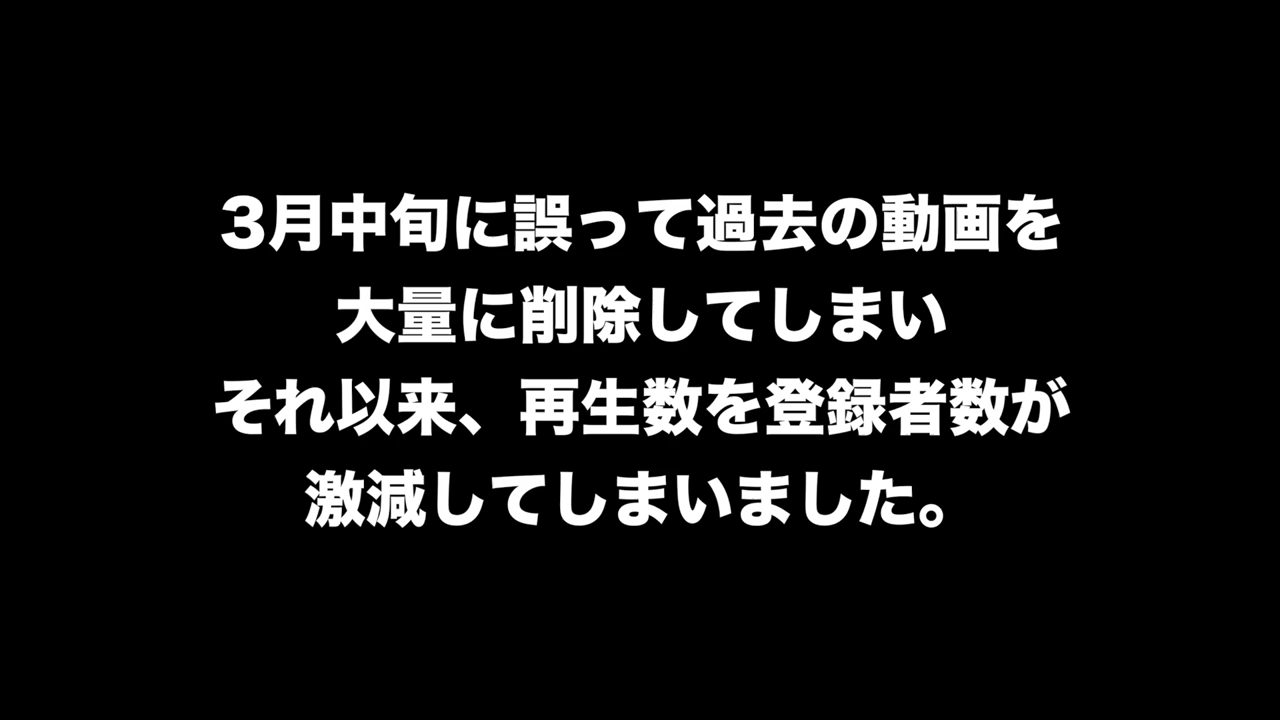 3月中旬に誤って過去の動画を
大量に削除してしまい
それ以来、再生数を登録者数が
激減してしまいました。